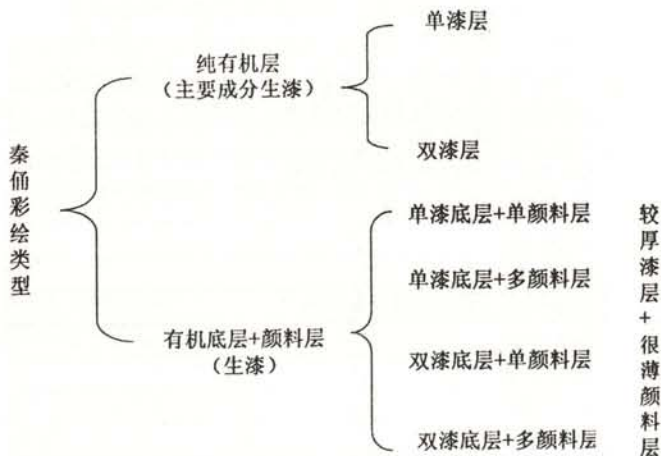 秦俑彩绘类型
纯有机层
（主要成分生漆）
单漆层
双漆层
有机底层+颜料层
（生漆）
单漆底层+单颜料层
单漆底层+多颜料层
双漆底层+单颜料层
双漆底层+多颜料层
较厚漆层+很薄颜料层